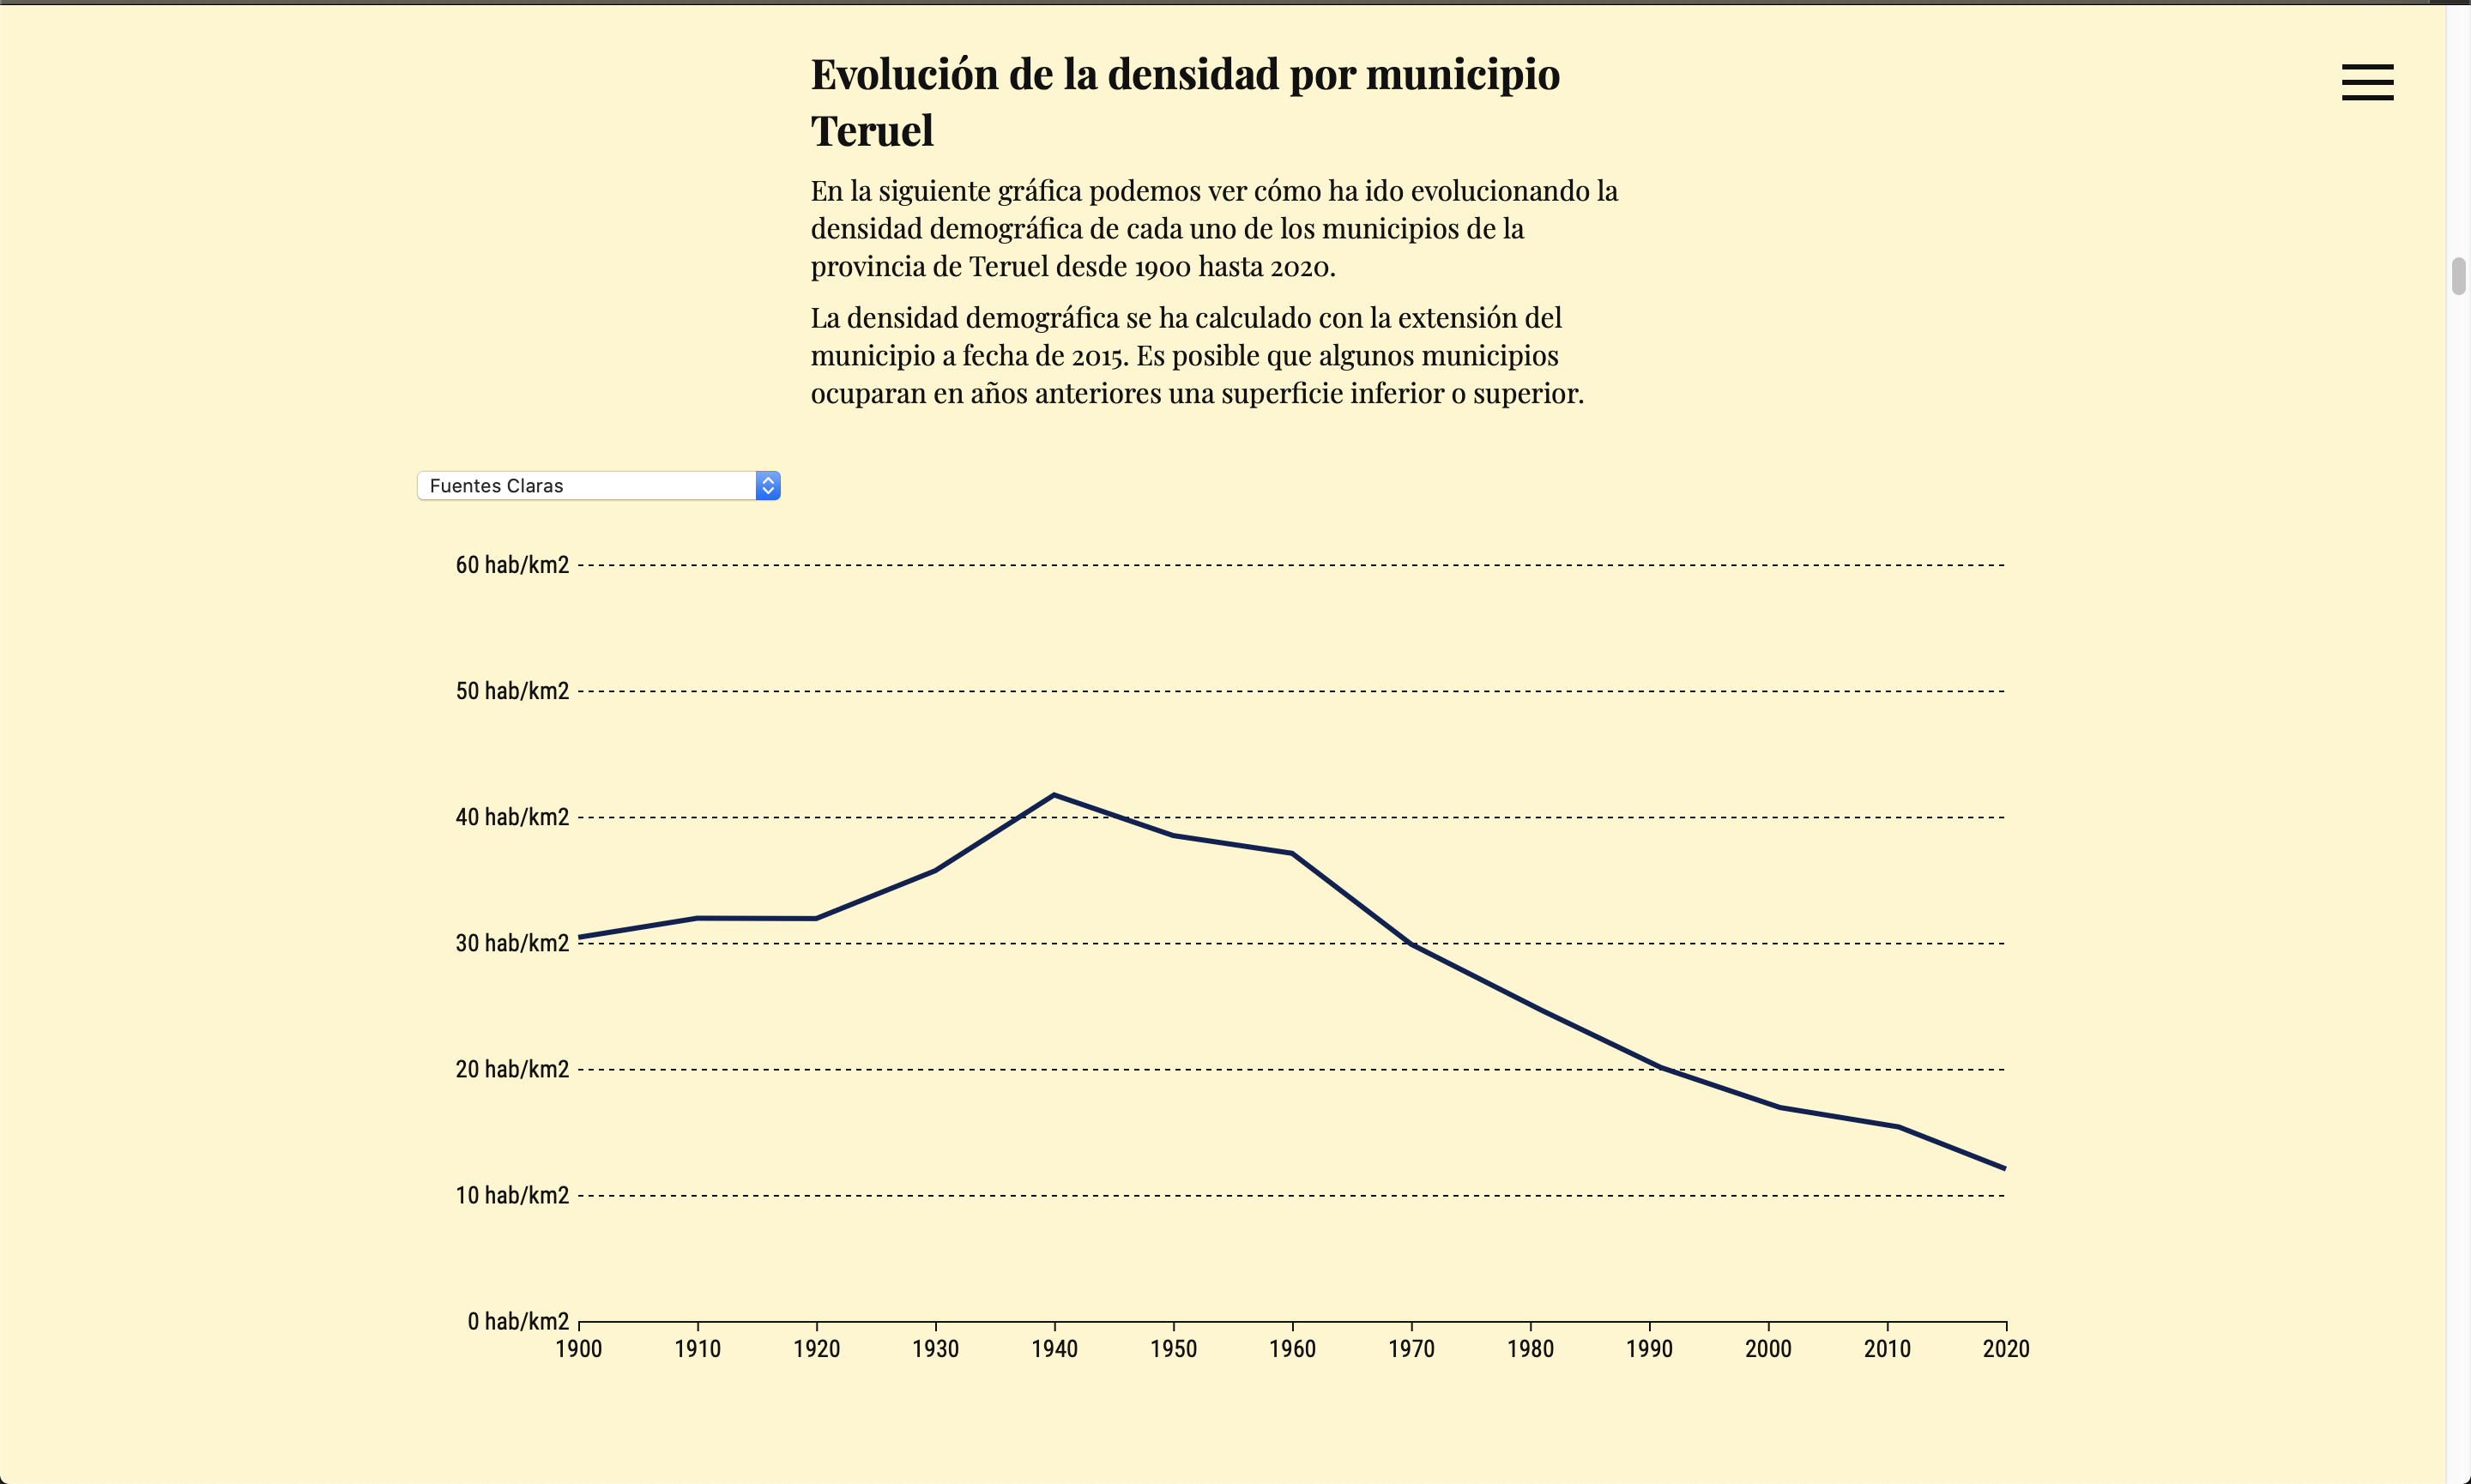 Evolución de la densidad por municipio
Teruel
En la siguiente gráfica podemos ver cómo ha ido evolucionando la
densidad demográfica de cada uno de los municipios de la
provincia de Teruel desde 1900 hasta 2020.
La densidad demográfica se ha calculado con la extensión del
municipio a fecha de 2015. Es posible que algunos municipios
ocuparan en años anteriores una superficie inferior o superior.
Fuentes Claras
60 hab/km2
50 hab/km2
40 hab/km2
30 hab/km2
20 hab/km2
10 hab/km2
0 hab/km2
1900 1910 1920 1930 1940 1950 1960 1970 1980 1990 2000 2010 2020